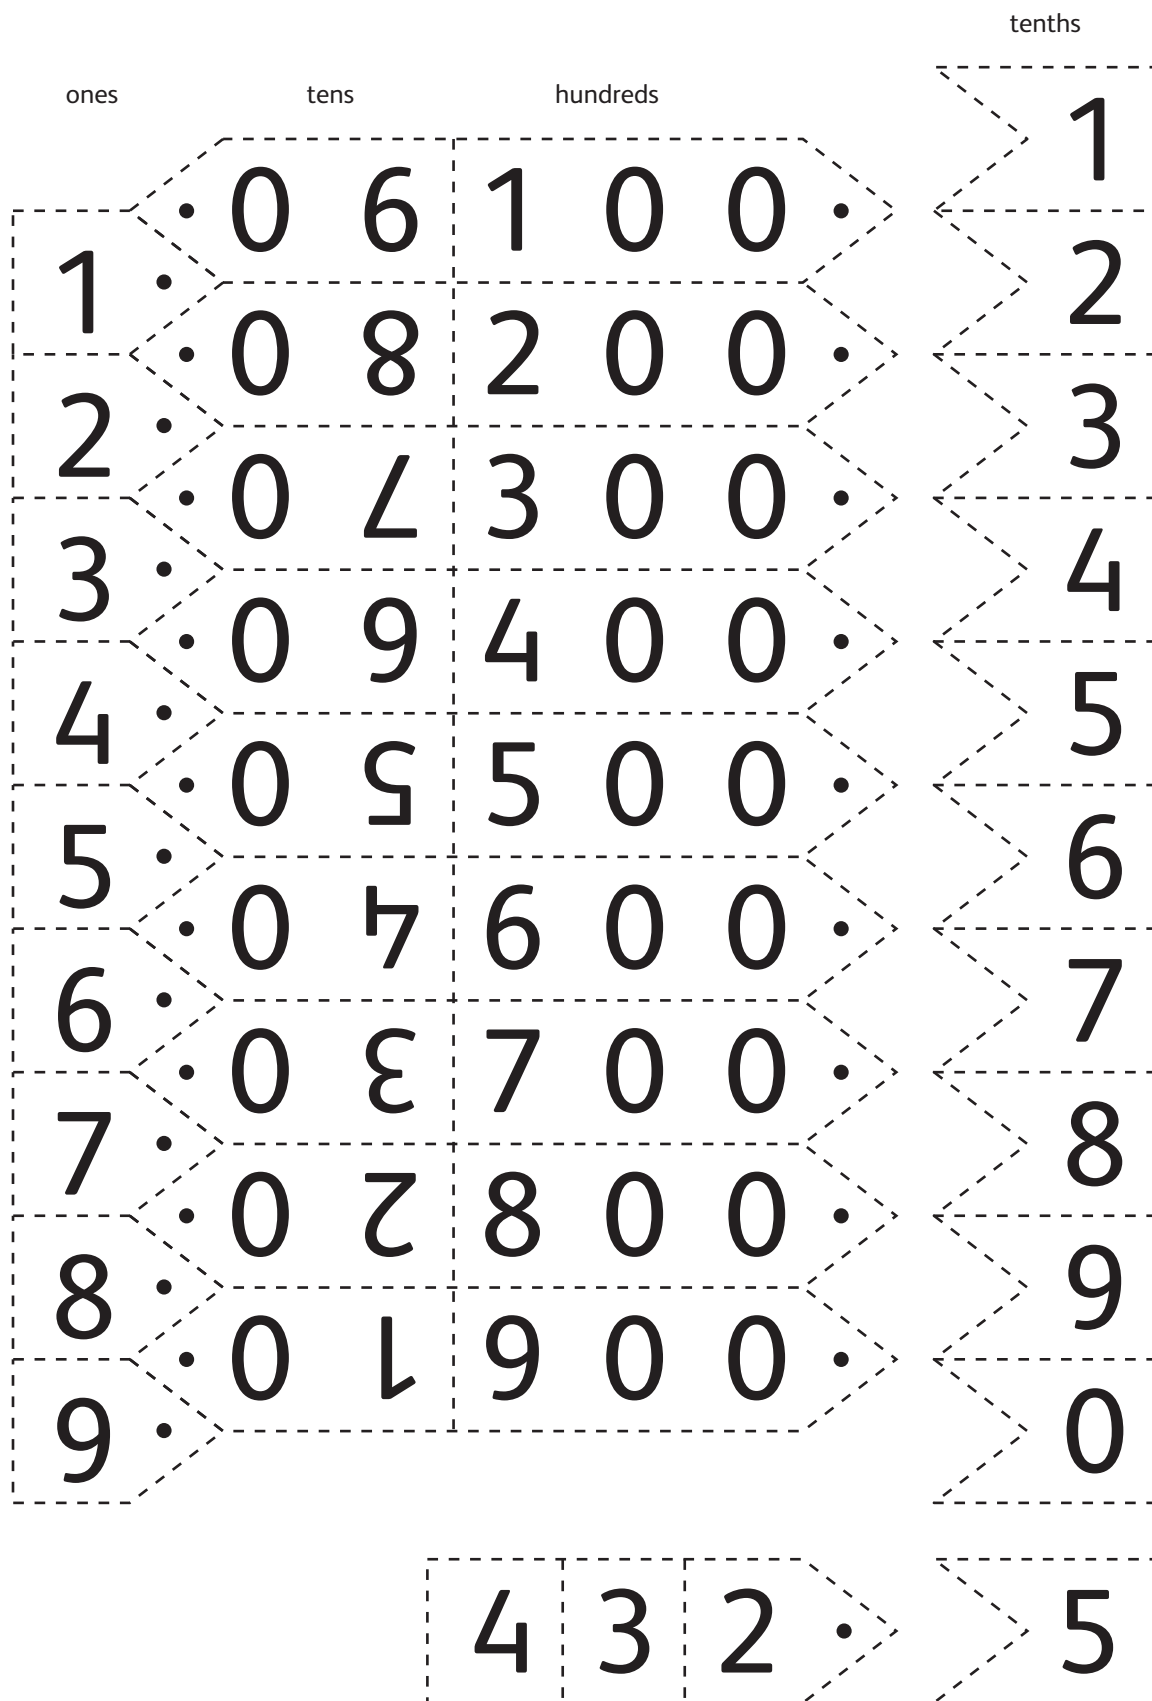 tenths
ones
tens
hundreds
1
2
3
4
5
6
7
8
9
9 0 •
8 0 •
7 0 •
6 0 •
5 0 •
4 0 •
3 0 •
2 0 •
1 0 •
1 0 0 •
2 0 0 •
3 0 0 •
4 0 0 •
5 0 0 •
6 0 0 •
7 0 0 •
8 0 0 •
9 0 0 •
1
2
3
4
5
6
7
8
9
0
4 3 2 • 5